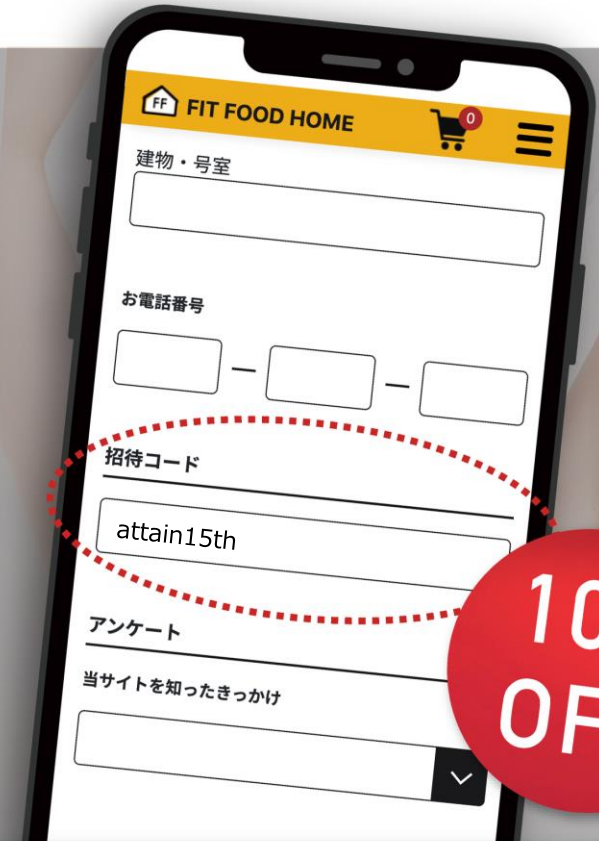 FF
FIT FOOD HOME
0
建物・号室
お電話番号
招待コード
attain15th
アンケート
当サイトを知ったきっかけ
10
OF